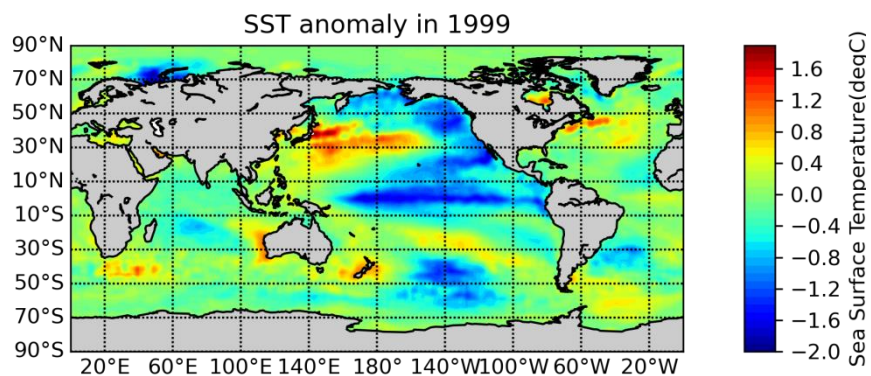 SST anomaly in 1999
90°N
70°N
50°N
30°N
10°N
10°S
30°S
50°S
70°S
90°S
20°E 60°E 100°E 140°E 180° 140°W 100°W 60°W 20°W
1.6
1.2
0.8
0.4
0.0
−0.4
−0.8
−1.2
−1.6
−2.0
Sea Surface Temperature(degC)